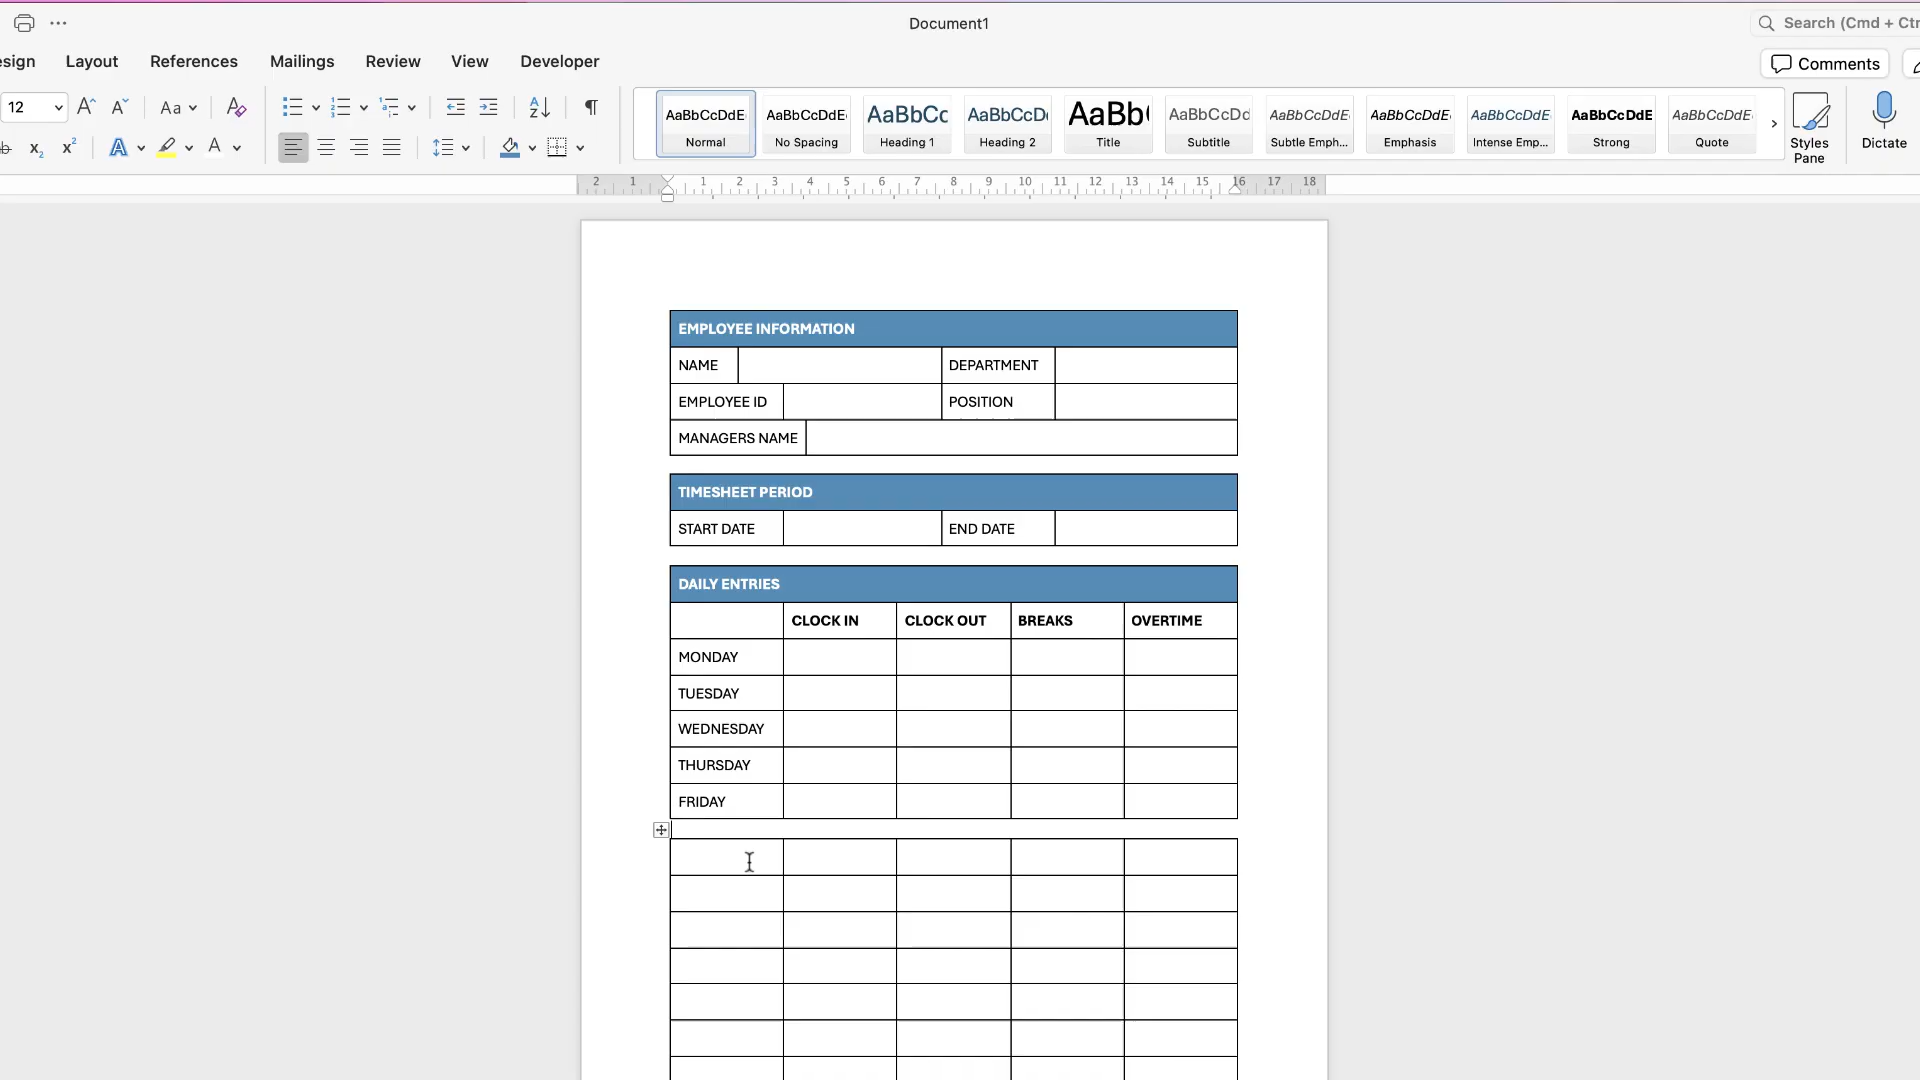 Document1
Search (Cmd + Ctr
esign Layout References Mailings Review View Developer
Comments
12 Aa
AaBbCcDdE AaBbCcDdE AaBbCc AaBbCcD AaBb AaBbCcDd AaBbCcDdE AaBbCcDdE AaBbCcDdE AaBbCcDdE AaBbCcDdE
Normal No Spacing Heading 1 Heading 2 Title Subtitle Subtle Emph... Emphasis Intense Emp... Strong Quote
Styles Pane
Dictate
2 1 1 2 3 4 5 6 7 8 9 10 11 12 13 14 15 16 17 18
EMPLOYEE INFORMATION
NAME DEPARTMENT
EMPLOYEE ID POSITION
MANAGERS NAME
TIMESHEET PERIOD
START DATE END DATE
DAILY ENTRIES
CLOCK IN CLOCK OUT BREAKS OVERTIME
MONDAY
TUESDAY
WEDNESDAY
THURSDAY
FRIDAY